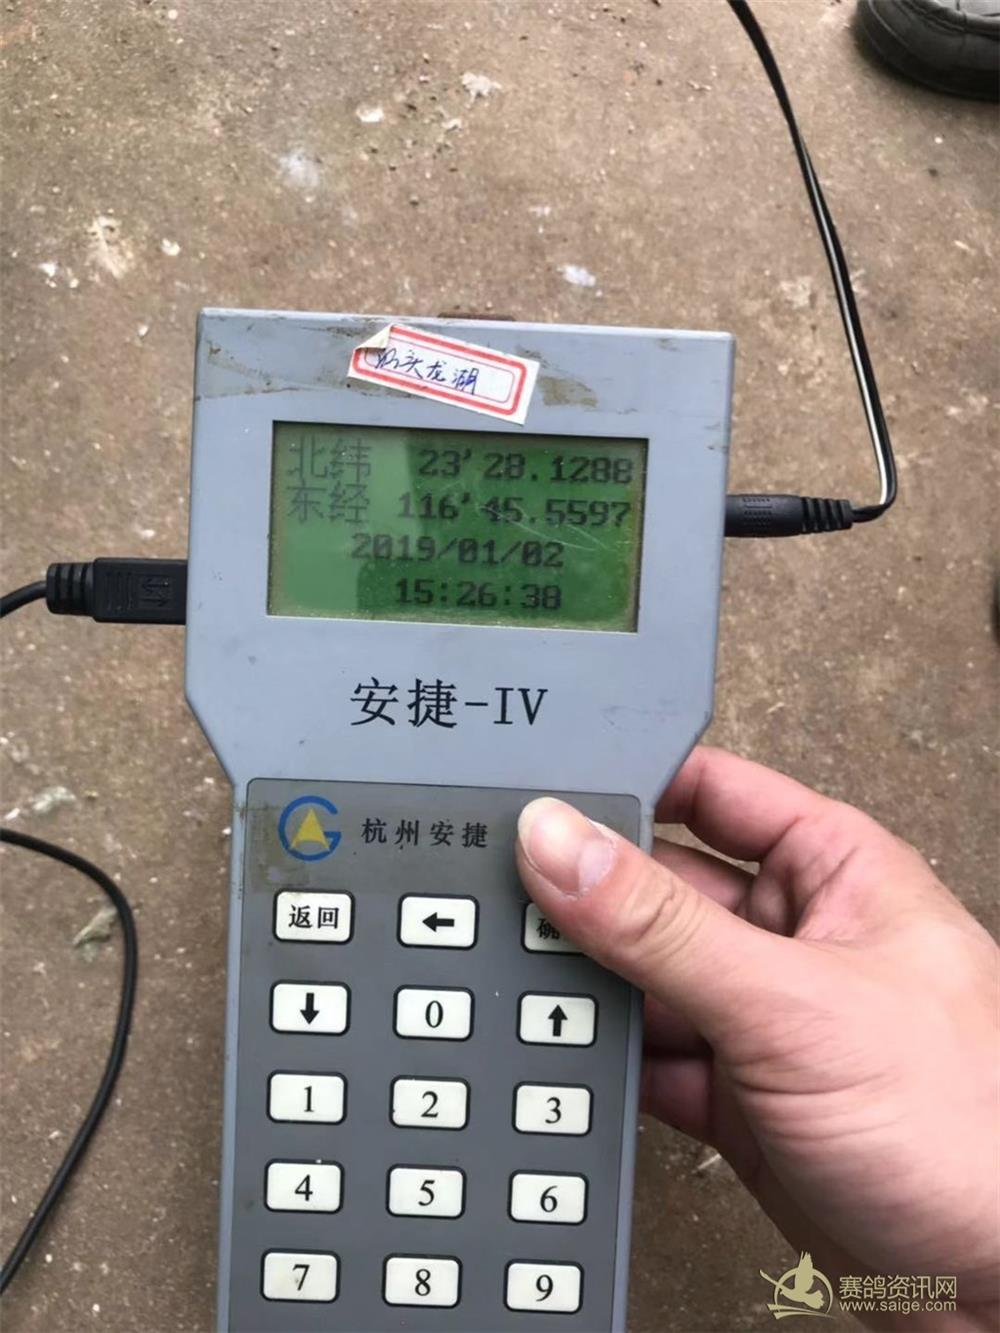 汕头龙湖
北纬 23'28.1288
东经 116'45.5597
2019/01/02
15:26:38
安捷-IV
杭州安捷
返回 ← 确
↓ 0 ↑
1 2 3
4 5 6
7 8 9
赛鸽资讯网
www.saige.com